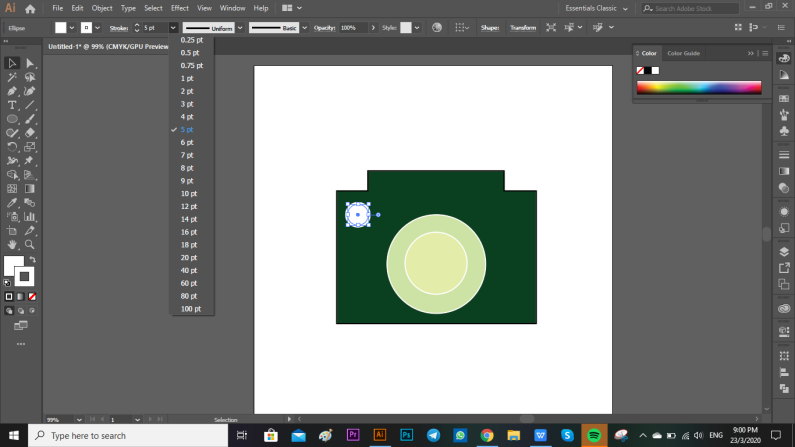 Ai File Edit Object Type Select Effect View Window Help Essentials Classic Search Adobe Stock
Ellipse Stroke: 5 pt Uniform Basic Opacity: 100% Style: Shape: Transform
Untitled-1* @ 99% (CMYK/GPU Preview
0.25 pt
0.5 pt
0.75 pt
1 pt
2 pt
3 pt
4 pt
5 pt
6 pt
7 pt
8 pt
9 pt
10 pt
12 pt
14 pt
16 pt
18 pt
20 pt
40 pt
60 pt
80 pt
100 pt
Color Color Guide
99% 1 Selection
Type here to search Pr Ai Ps W S ENG 9:00 PM
23/3/2020